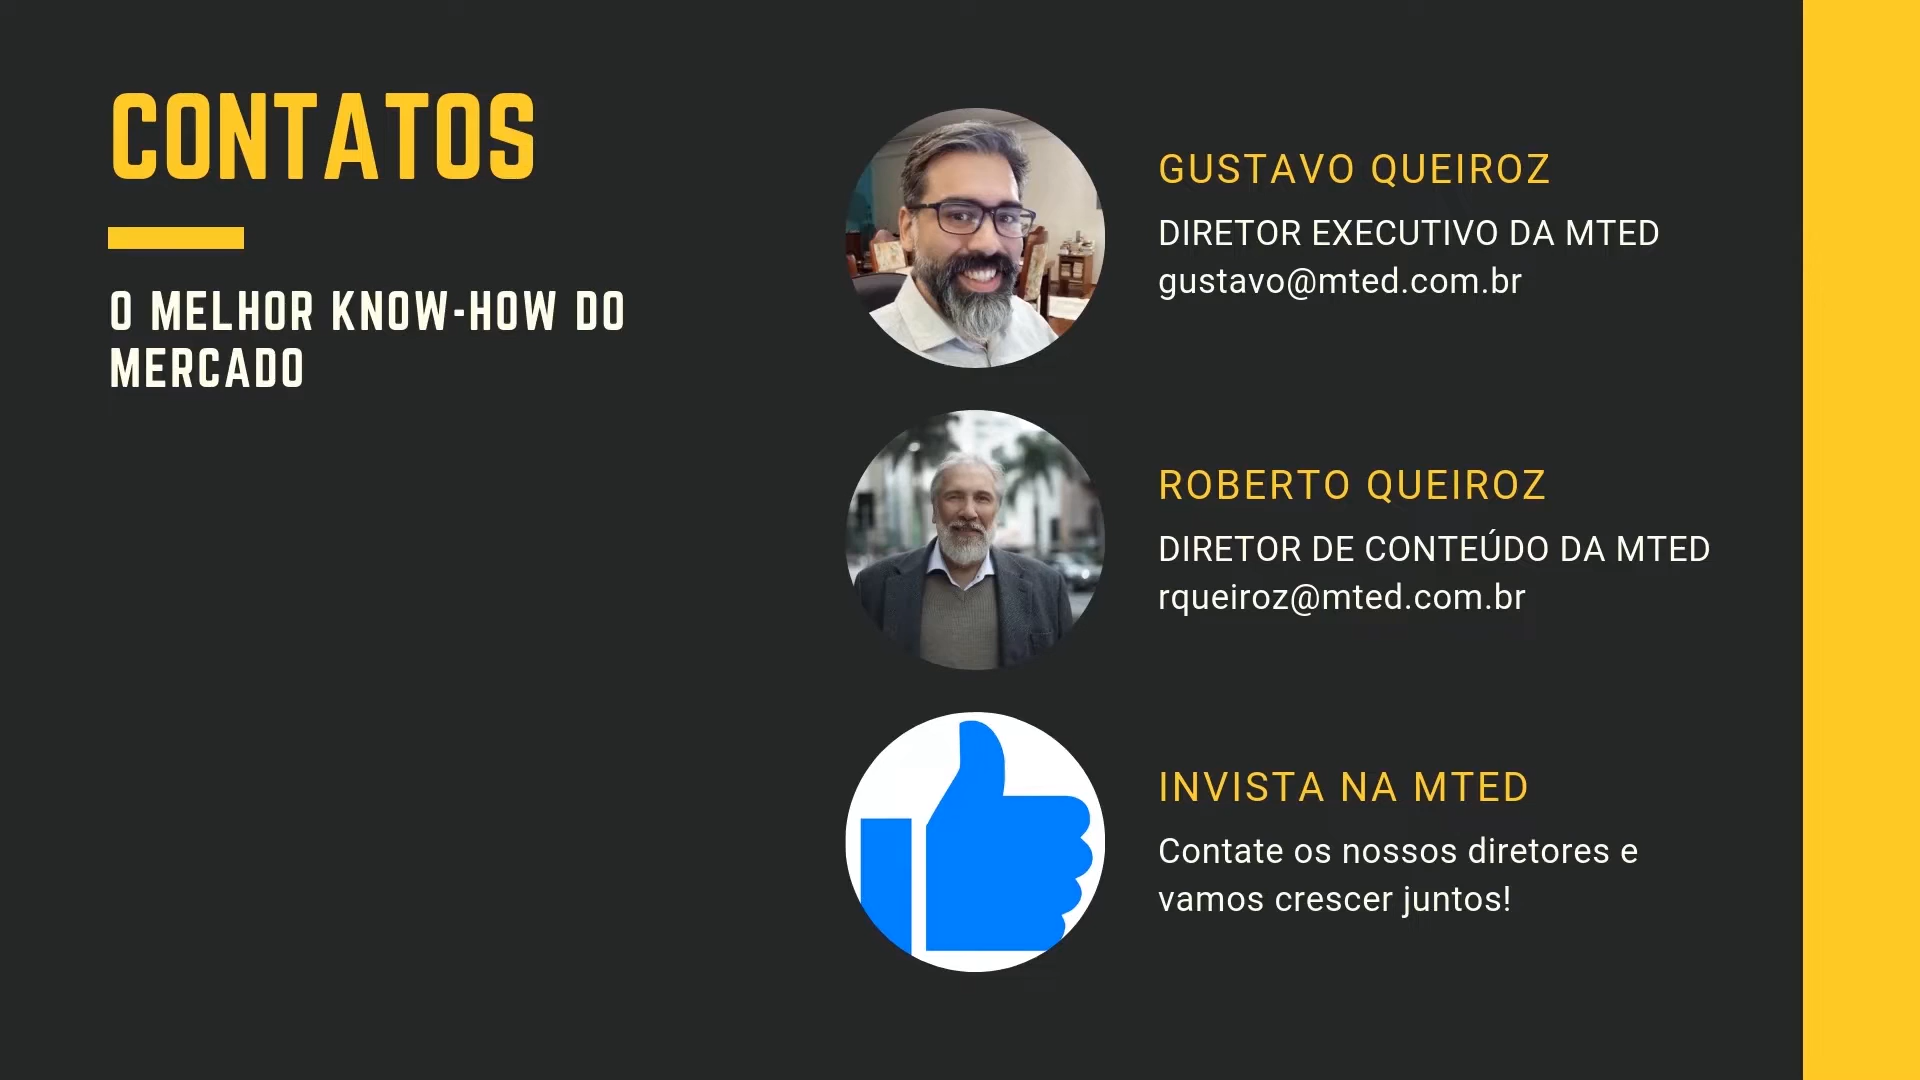 CONTATOS
O MELHOR KNOW-HOW DO
MERCADO
GUSTAVO QUEIROZ
DIRETOR EXECUTIVO DA MTED
gustavo@mted.com.br
ROBERTO QUEIROZ
DIRETOR DE CONTEÚDO DA MTED
rqueiroz@mted.com.br
INVISTA NA MTED
Contate os nossos diretores e
vamos crescer juntos!